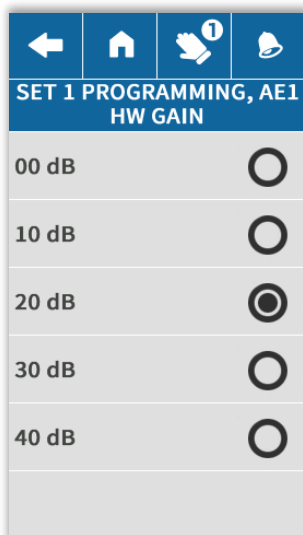 1
SET 1 PROGRAMMING, AE1
HW GAIN
00 dB
10 dB
20 dB
30 dB
40 dB